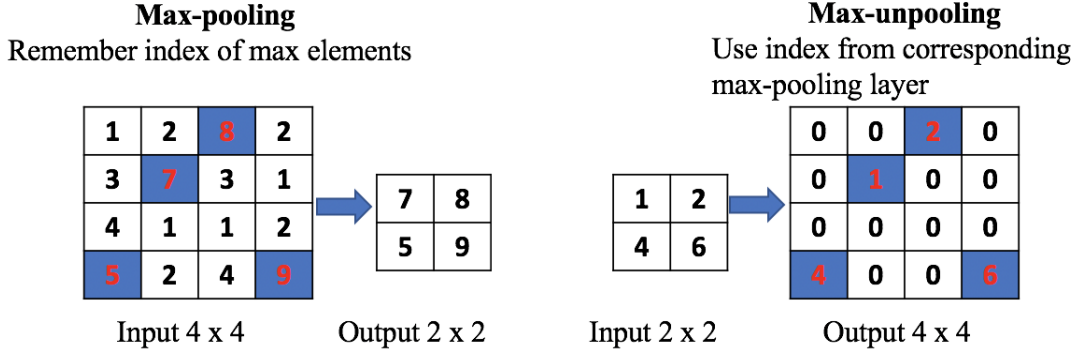 Max-pooling
Remember index of max elements
1 2 8 2
3 7 3 1
4 1 1 2
5 2 4 9
7 8
5 9
Input 4 x 4
Output 2 x 2
Max-unpooling
Use index from corresponding
max-pooling layer
1 2
4 6
0 0 2 0
0 1 0 0
0 0 0 0
4 0 0 6
Input 2 x 2
Output 4 x 4